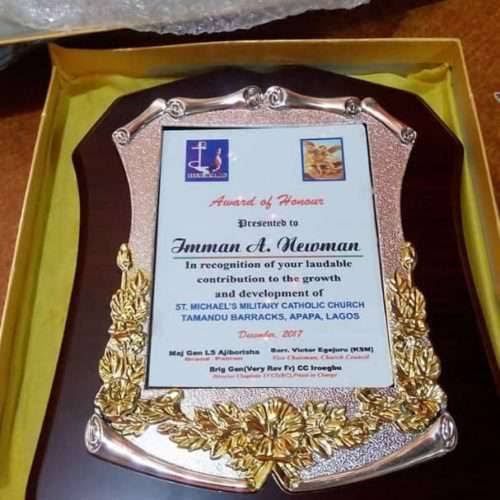 Award of Honour
Presented to
Imman A. Newman
In recognition of your laudable
contribution to the growth
and development of
ST. MICHAEL'S MILITARY CATHOLIC CHURCH
TAMANDU BARRACKS, APAPA, LAGOS
December, 2017
Maj Gen LS Ajiborisha Barr. Victor Egejuru (KSM)
Grand Patron Vice Chairman, Church Council
Brig Gen(Very Rev Fr) CC Iroegbu